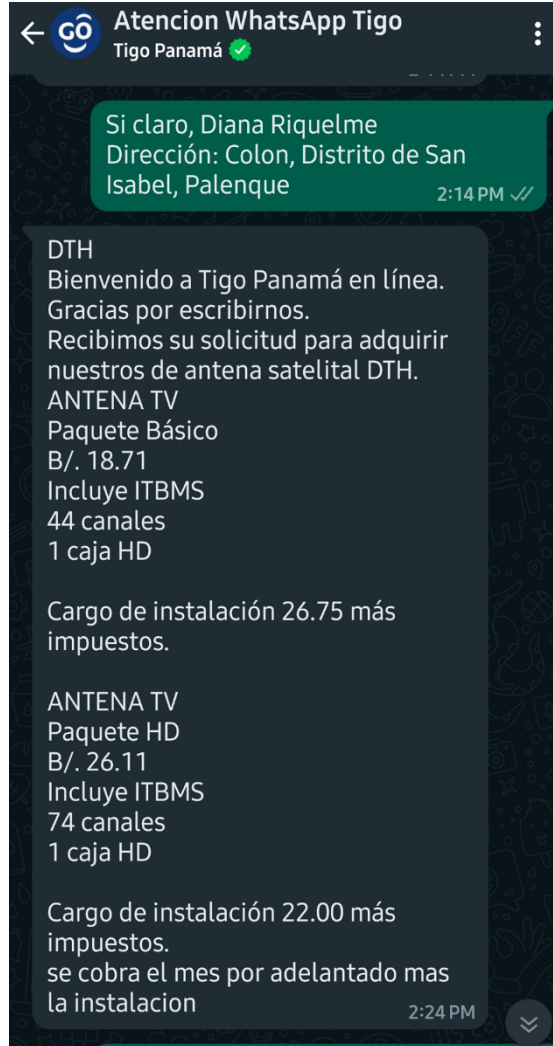 Atencion WhatsApp Tigo
GO
Tigo Panamá
Si claro, Diana Riquelme
Dirección: Colon, Distrito de San
Isabel, Palenque
2:14 PM
DTH
Bienvenido a Tigo Panamá en línea.
Gracias por escribirnos.
Recibimos su solicitud para adquirir
nuestros de antena satelital DTH.
ANTENA TV
Paquete Básico
B/. 18.71
Incluye ITBMS
44 canales
1 caja HD
Cargo de instalación 26.75 más
impuestos.
ANTENA TV
Paquete HD
B/. 26.11
Incluye ITBMS
74 canales
1 caja HD
Cargo de instalación 22.00 más
impuestos.
se cobra el mes por adelantado mas
la instalacion
2:24 PM